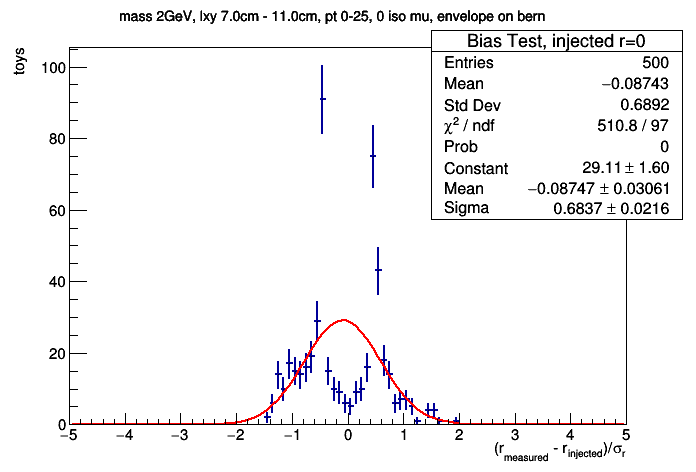 mass 2GeV, lxy 7.0cm - 11.0cm, pt 0-25, 0 iso mu, envelope on bern
toys
Bias Test, injected r=0
Entries 500
Mean −0.08743
Std Dev 0.6892
χ² / ndf 510.8 / 97
Prob 0
Constant 29.11 ± 1.60
Mean −0.08747 ± 0.03061
Sigma 0.6837 ± 0.0216
100
80
60
40
20
0
−5 −4 −3 −2 −1 0 1 2 3 4 5
(r_measured - r_injected)/σ_r